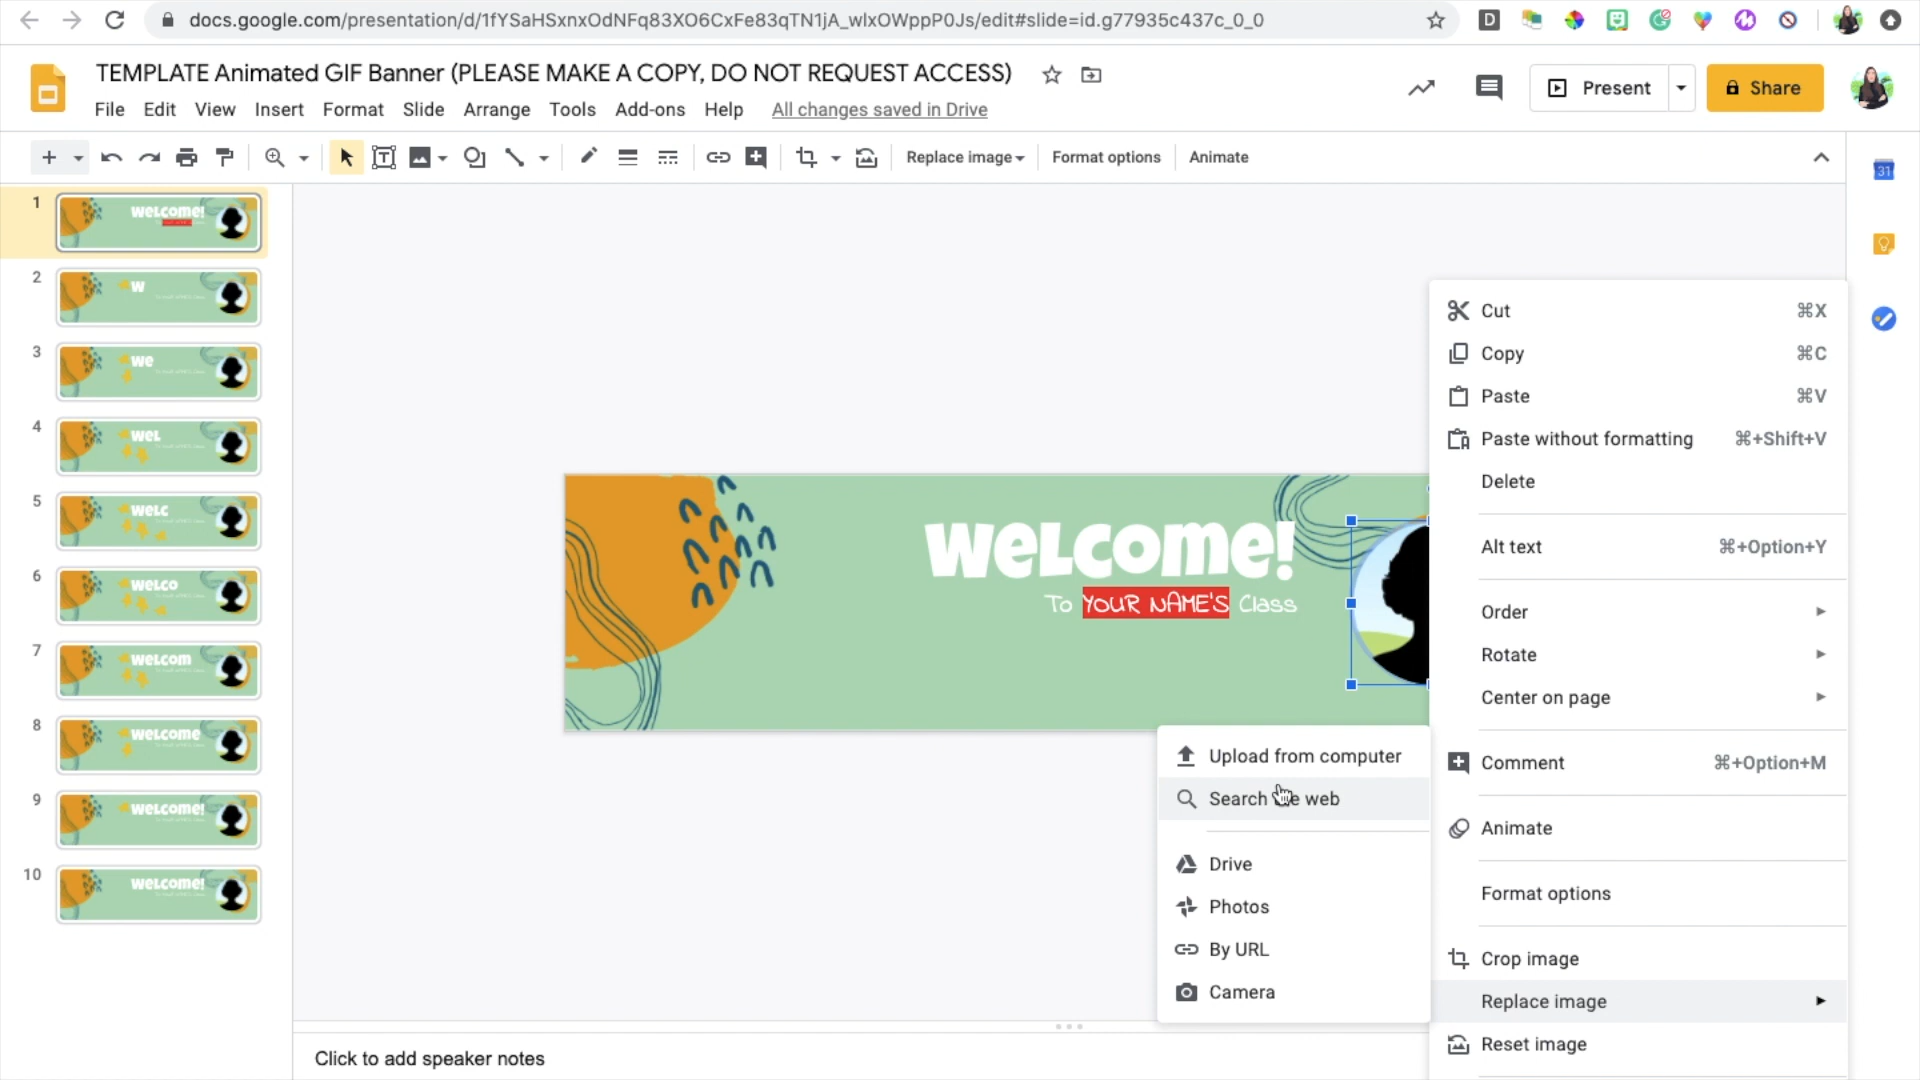 docs.google.com/presentation/d/1fYSaHSxnxOdNFq83XO6CxFe83qTN1jA_wIxOWppP0Js/edit#slide=id.g77935c437c_0_0
TEMPLATE Animated GIF Banner (PLEASE MAKE A COPY, DO NOT REQUEST ACCESS)
File Edit View Insert Format Slide Arrange Tools Add-ons Help All changes saved in Drive
Present
Share
Replace image Format options Animate
31
1
welcome!
2
w
3
we
4
weL
5
weLc
6
weLco
7
weLcom
8
weLcome
9
weLcome!
10
weLcome!
weLcome!
To YOUR NAME'S Class
Cut ⌘X
Copy ⌘C
Paste ⌘V
Paste without formatting ⌘+Shift+V
Delete
Alt text ⌘+Option+Y
Order
Rotate
Center on page
Comment ⌘+Option+M
Animate
Format options
Crop image
Replace image
Reset image
Upload from computer
Search the web
Drive
Photos
By URL
Camera
Click to add speaker notes